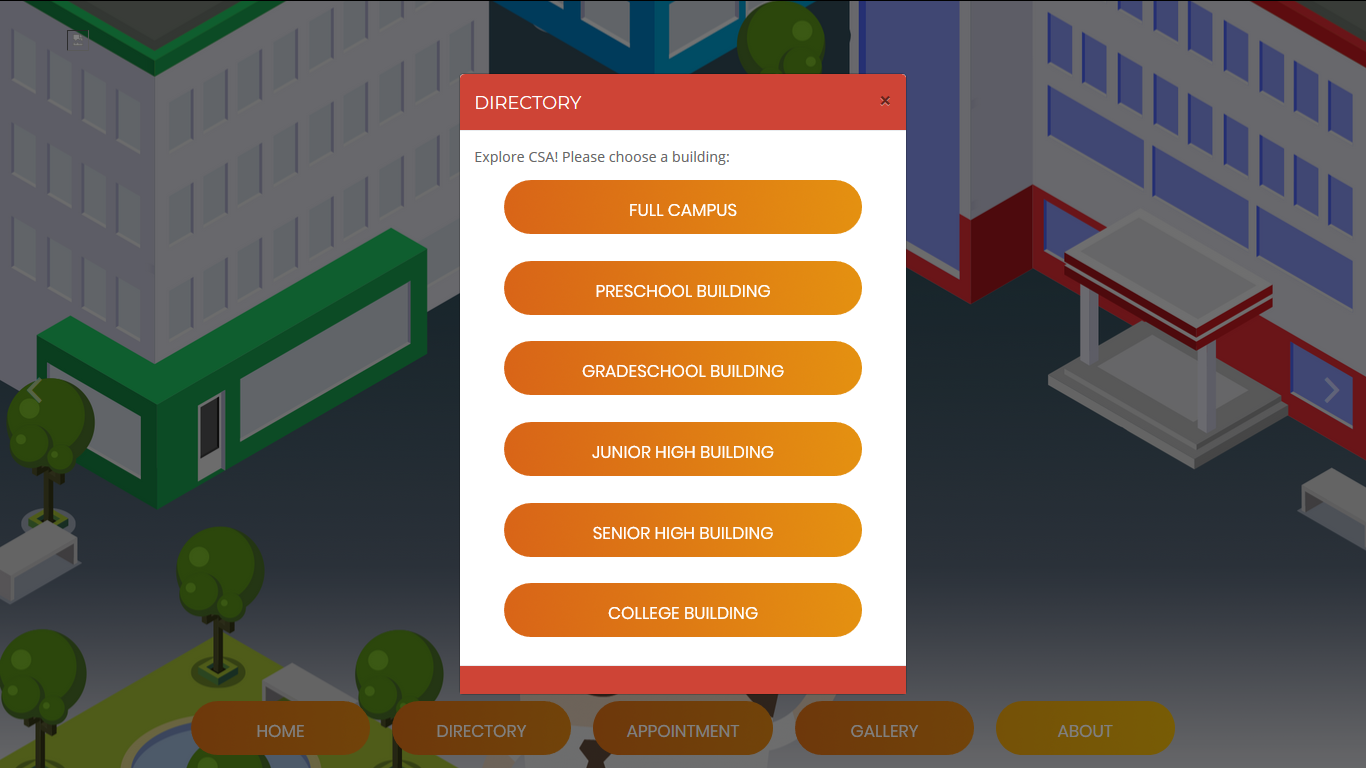 DIRECTORY
×
Explore CSA! Please choose a building:
FULL CAMPUS
PRESCHOOL BUILDING
GRADESCHOOL BUILDING
JUNIOR HIGH BUILDING
SENIOR HIGH BUILDING
COLLEGE BUILDING
HOME DIRECTORY APPOINTMENT GALLERY ABOUT